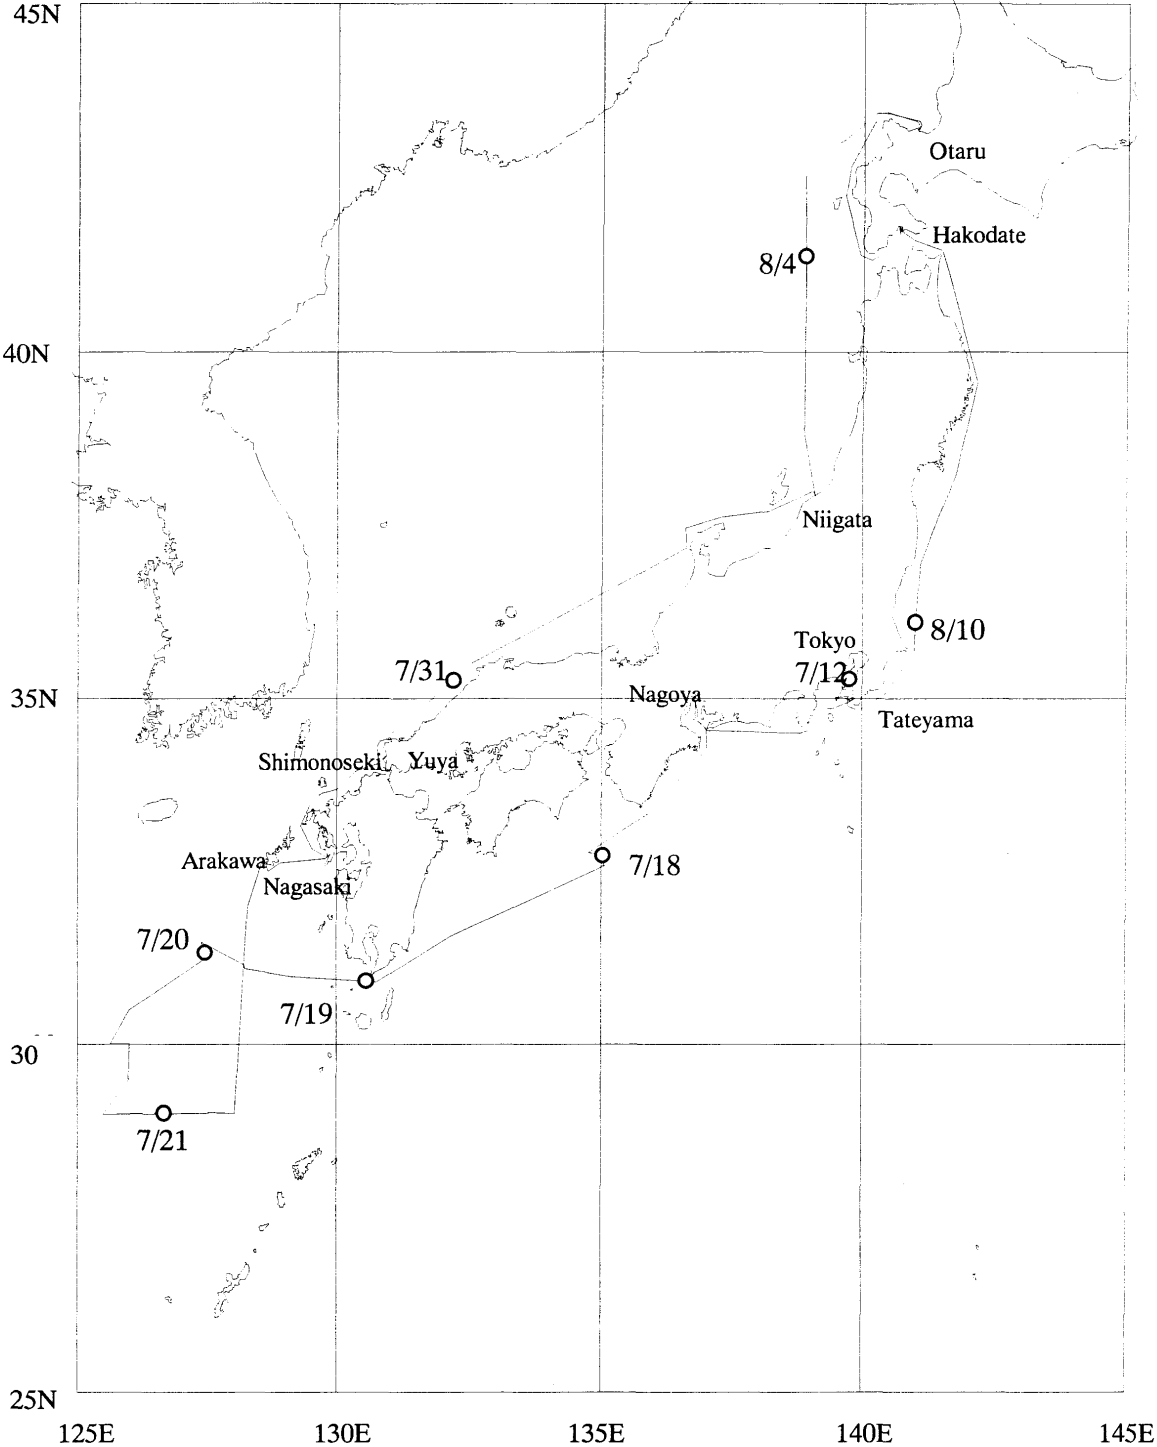 45N
Otaru
Hakodate
8/4
40N
Niigata
8/10
Tokyo
7/31
7/12
35N
Nagoya
Tateyama
Shimonoseki
Yuya
Arakawa
7/18
Nagasaki
7/20
7/19
30
7/21
25N
125E
130E
135E
140E
145E